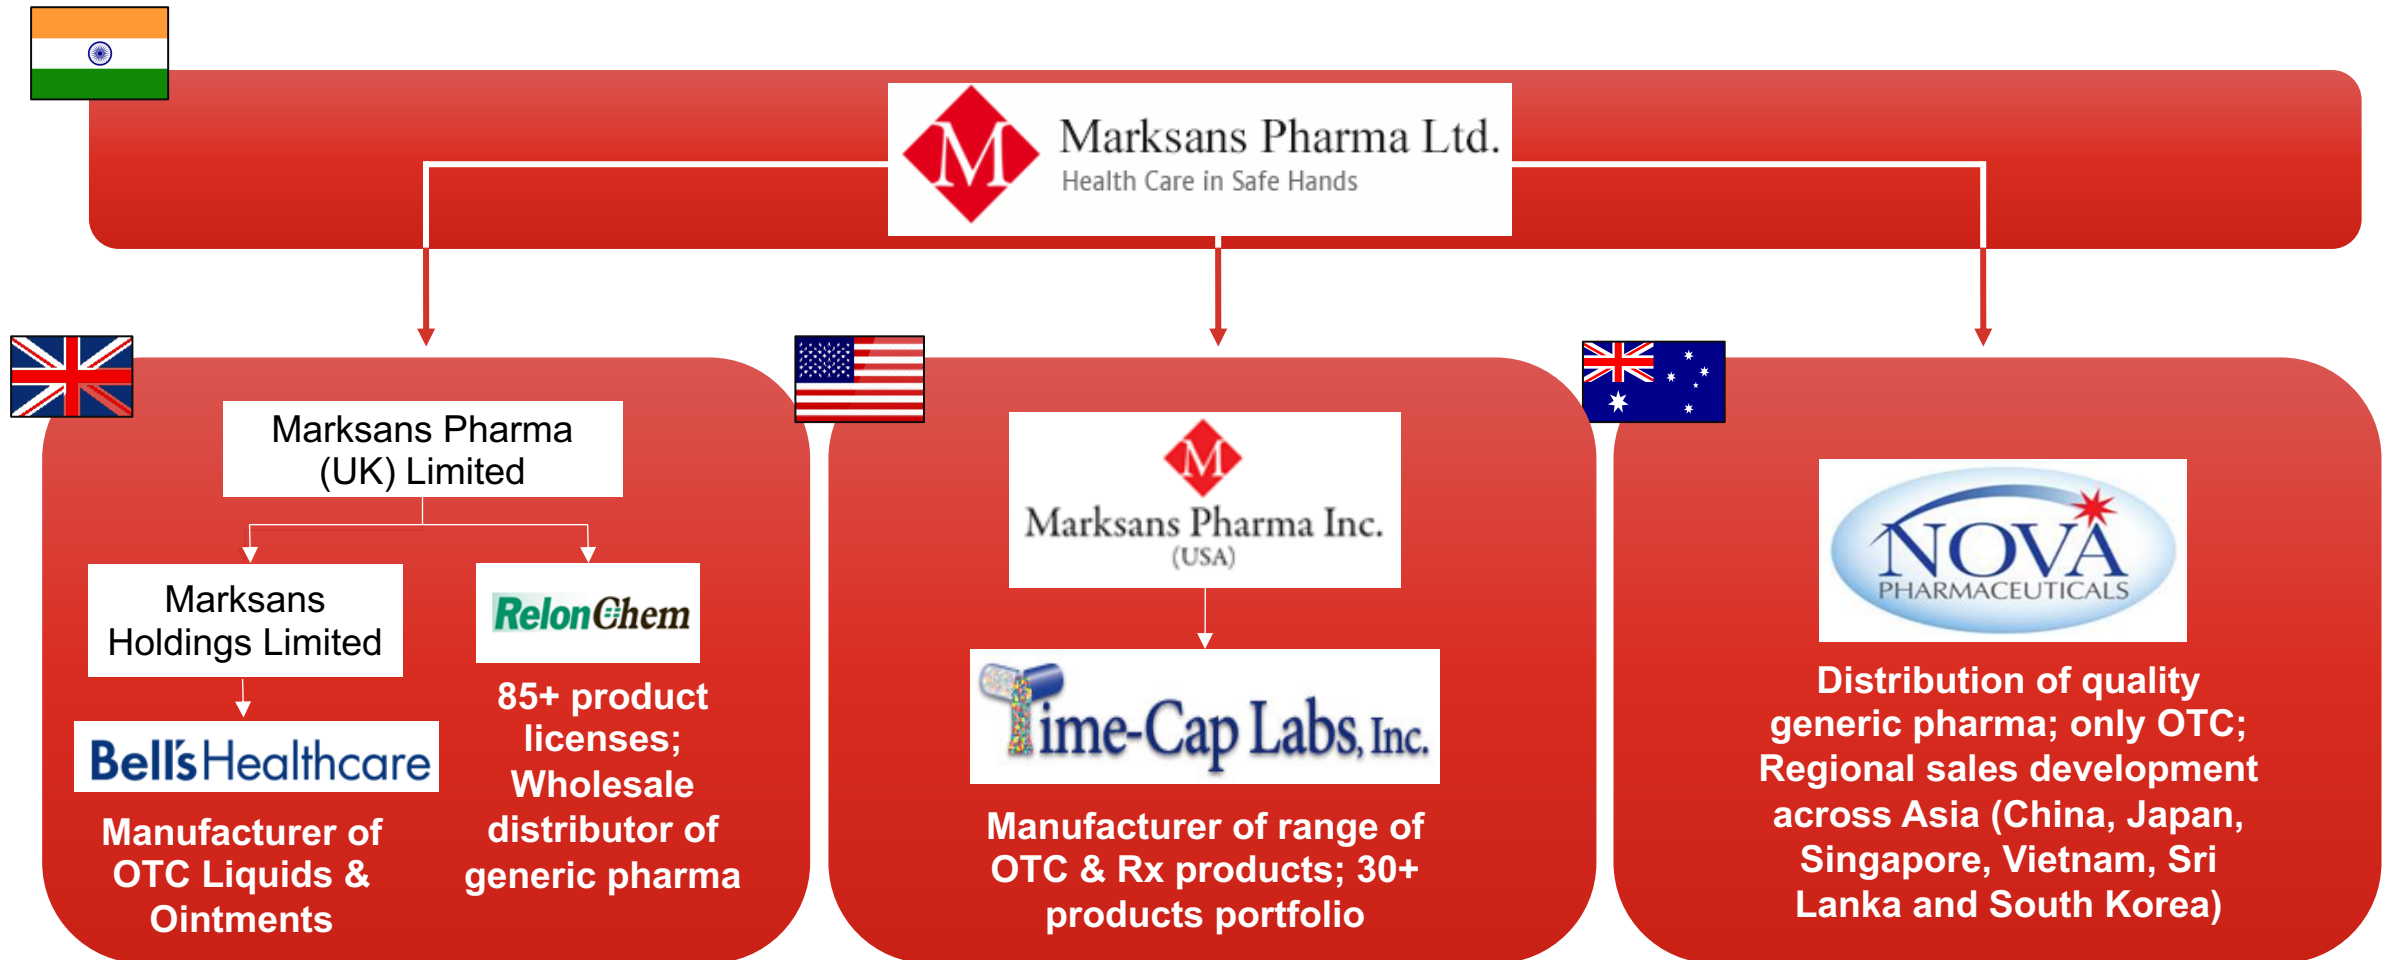 M
Marksans Pharma Ltd.
Health Care in Safe Hands
Marksans Pharma
(UK) Limited
Marksans
Holdings Limited
Bell's Healthcare
Manufacturer of
OTC Liquids &
Ointments
RelonChem
85+ product
licenses;
Wholesale
distributor of
generic pharma
M
Marksans Pharma Inc.
(USA)
Time-Cap Labs, Inc.
Manufacturer of range of
OTC & Rx products; 30+
products portfolio
NOVA
PHARMACEUTICALS
Distribution of quality
generic pharma; only OTC;
Regional sales development
across Asia (China, Japan,
Singapore, Vietnam, Sri
Lanka and South Korea)